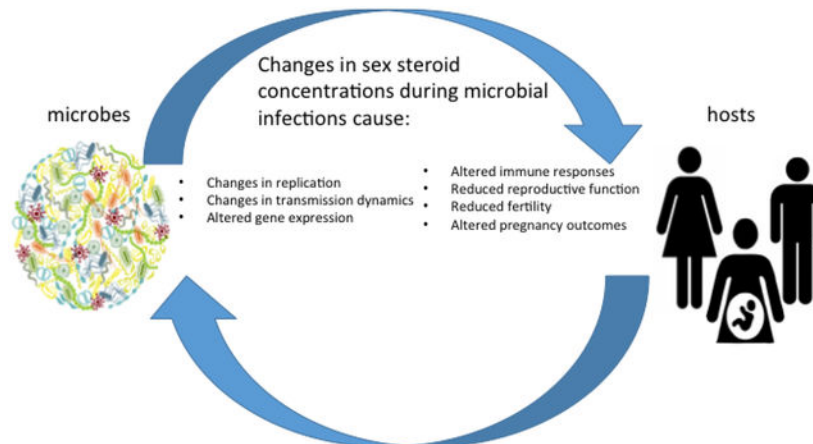 Changes in sex steroid
concentrations during microbial
infections cause:
microbes
hosts
• Changes in replication
• Changes in transmission dynamics
• Altered gene expression
• Altered immune responses
• Reduced reproductive function
• Reduced fertility
• Altered pregnancy outcomes